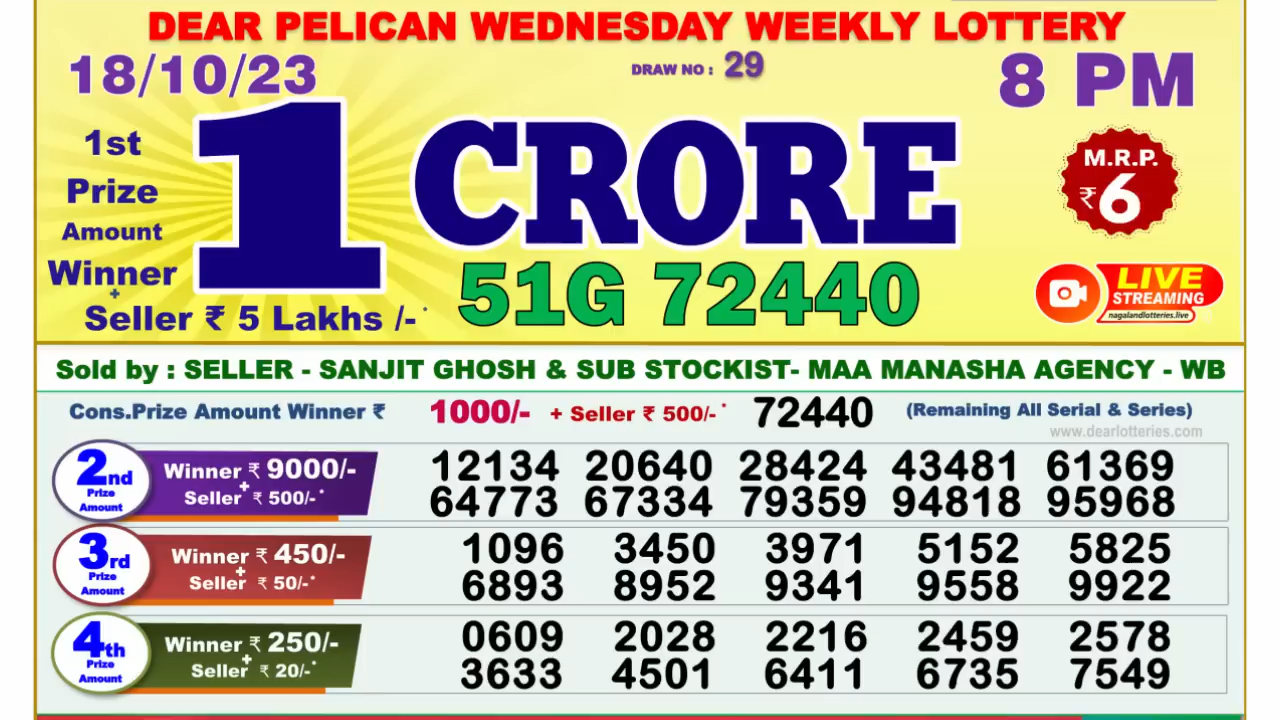 DEAR PELICAN WEDNESDAY WEEKLY LOTTERY
18/10/23
DRAW NO : 29
8 PM
1st
Prize
Amount
Winner
+
Seller ₹ 5 Lakhs /-*
1 CRORE
51G 72440
M.R.P.
₹6
LIVE
STREAMING
nagalandlotteries.live
Sold by : SELLER - SANJIT GHOSH & SUB STOCKIST- MAA MANASHA AGENCY - WB
Cons.Prize Amount Winner ₹ 1000/- + Seller ₹ 500/-* 72440 (Remaining All Serial & Series)
www.dearlotteries.com
2nd
Prize
Amount
Winner ₹ 9000/-
+
Seller ₹ 500/-*
12134 20640 28424 43481 61369
64773 67334 79359 94818 95968
3rd
Prize
Amount
Winner ₹ 450/-
+
Seller ₹ 50/-*
1096 3450 3971 5152 5825
6893 8952 9341 9558 9922
4th
Prize
Amount
Winner ₹ 250/-
+
Seller ₹ 20/-*
0609 2028 2216 2459 2578
3633 4501 6411 6735 7549